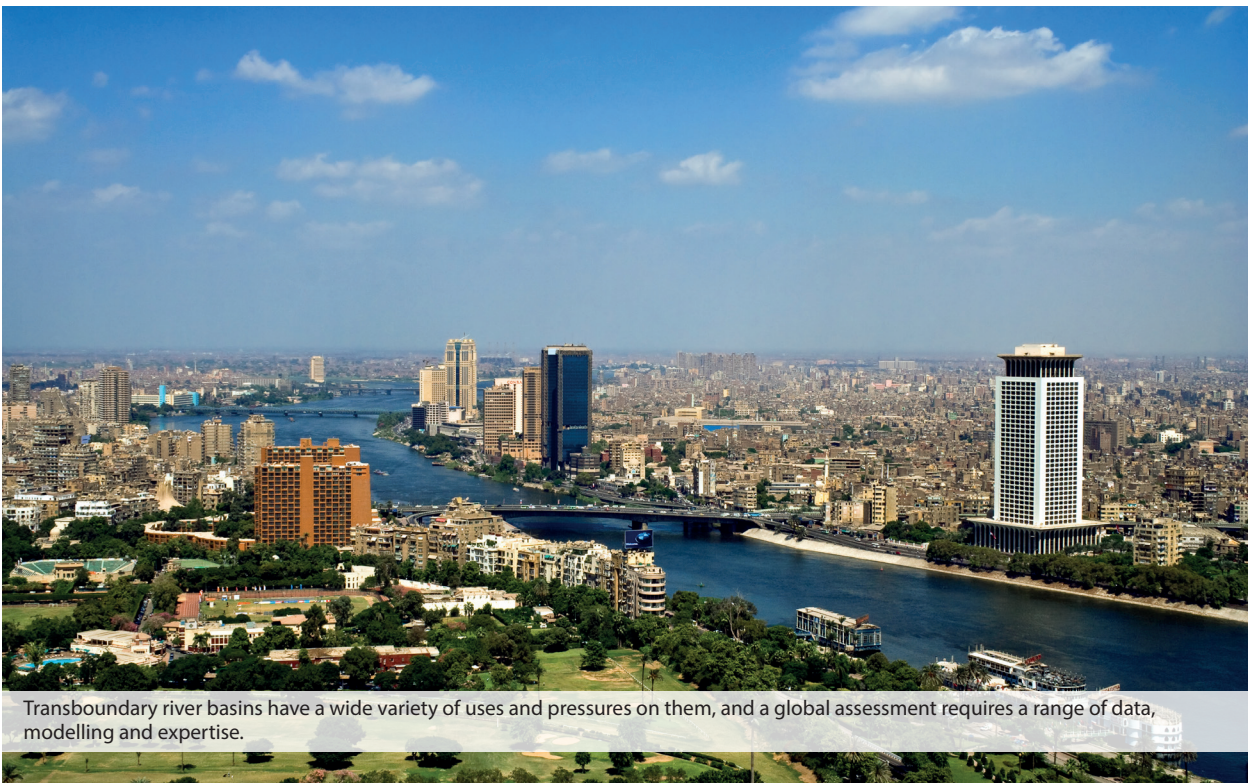 Transboundary river basins have a wide variety of uses and pressures on them, and a global assessment requires a range of data,
modelling and expertise.